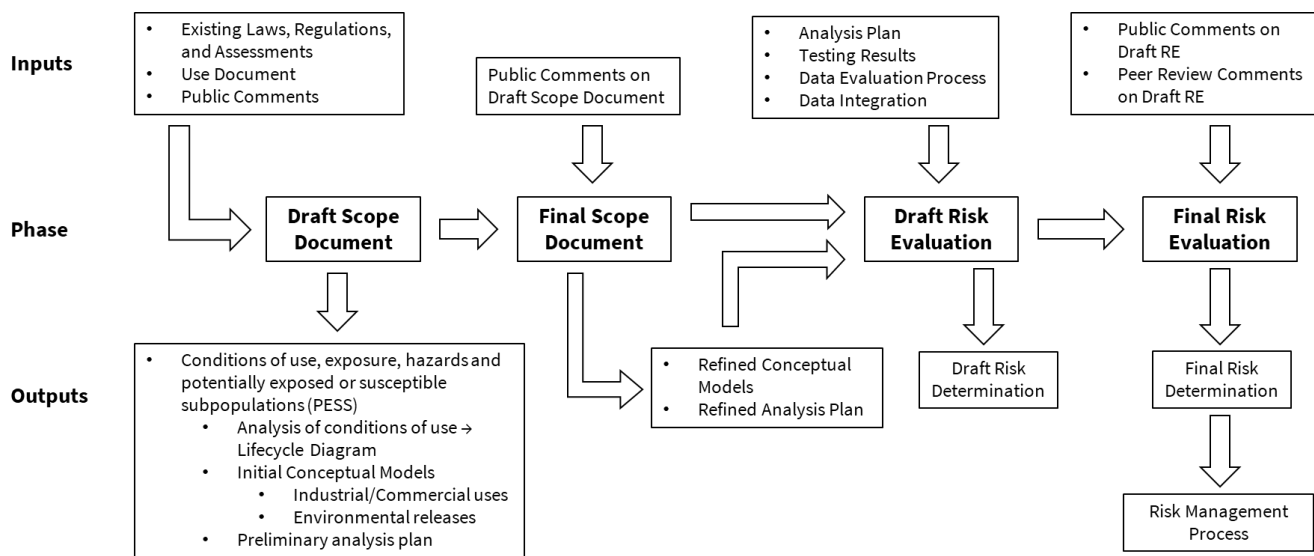 Inputs
• Existing Laws, Regulations,
and Assessments
• Use Document
• Public Comments
Public Comments on
Draft Scope Document
• Analysis Plan
• Testing Results
• Data Evaluation Process
• Data Integration
• Public Comments on
Draft RE
• Peer Review Comments
on Draft RE
Phase
Draft Scope
Document
Final Scope
Document
Draft Risk
Evaluation
Final Risk
Evaluation
Outputs
• Conditions of use, exposure, hazards and
potentially exposed or susceptible
subpopulations (PESS)
• Analysis of conditions of use →
Lifecycle Diagram
• Initial Conceptual Models
• Industrial/Commercial uses
• Environmental releases
• Preliminary analysis plan
• Refined Conceptual
Models
• Refined Analysis Plan
Draft Risk
Determination
Final Risk
Determination
Risk Management
Process